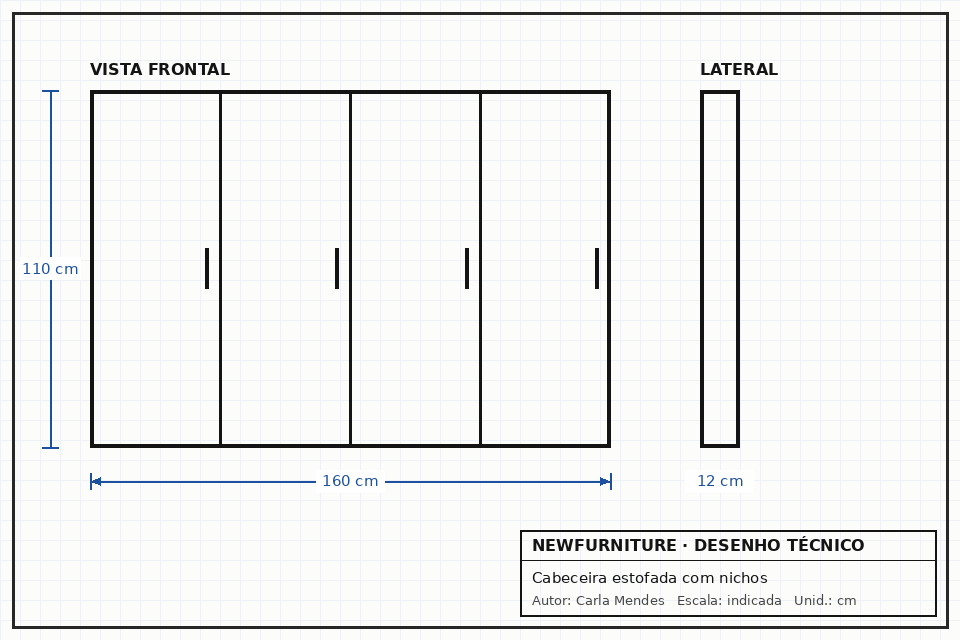 VISTA FRONTAL
LATERAL
110 cm
160 cm
12 cm
NEWFURNITURE · DESENHO TÉCNICO
Cabeceira estofada com nichos
Autor: Carla Mendes   Escala: indicada   Unid.: cm